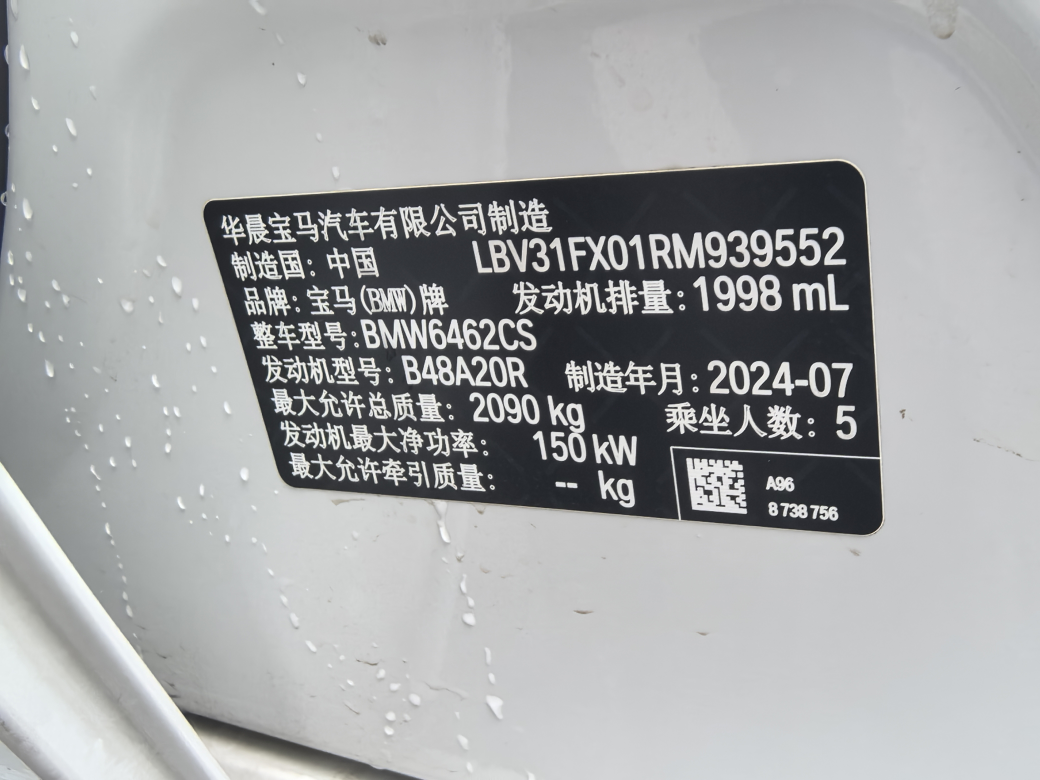 华晨宝马汽车有限公司制造
制造国：中国 LBV31FX01RM939552
品牌：宝马(BMW)牌 发动机排量：1998 mL
整车型号：BMW6462CS
发动机型号：B48A20R 制造年月：2024-07
最大允许总质量：2090 kg 乘坐人数：5
发动机最大净功率：150 kW
最大允许牵引质量：-- kg
A96
8 738 756